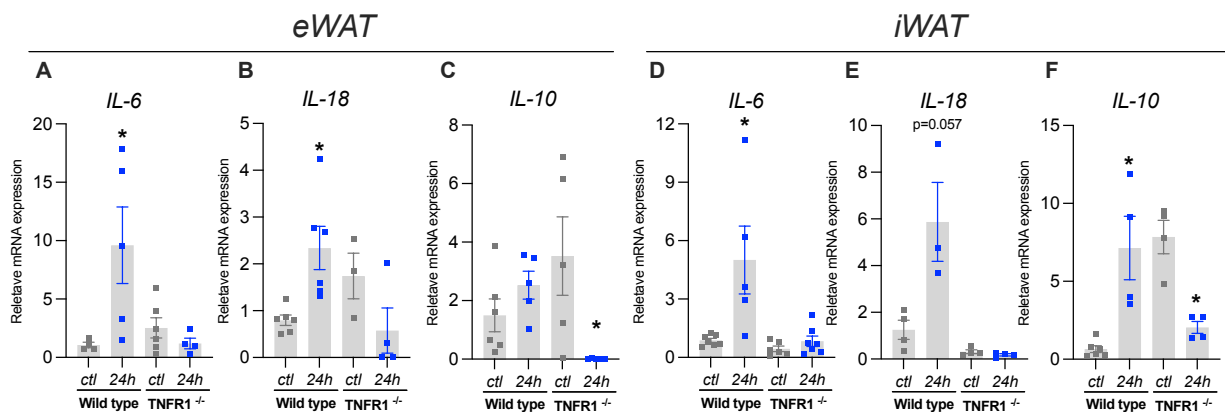 eWAT
iWAT
A
IL-6
Reletave mRNA expression
20
15
10
5
0
*
ctl 24h ctl 24h
Wild type TNFR1 -/-
B
IL-18
Reletave mRNA expression
5
4
3
2
1
0
*
ctl 24h ctl 24h
Wild type TNFR1 -/-
C
IL-10
Reletave mRNA expression
8
6
4
2
0
*
ctl 24h ctl 24h
Wild type TNFR1 -/-
D
IL-6
Reletave mRNA expression
12
9
6
3
0
*
ctl 24h ctl 24h
Wild type TNFR1 -/-
E
IL-18
p=0.057
Reletave mRNA expression
10
8
6
4
2
0
ctl 24h ctl 24h
Wild type TNFR1 -/-
F
IL-10
Reletave mRNA expression
15
10
5
0
*
*
ctl 24h ctl 24h
Wild type TNFR1 -/-